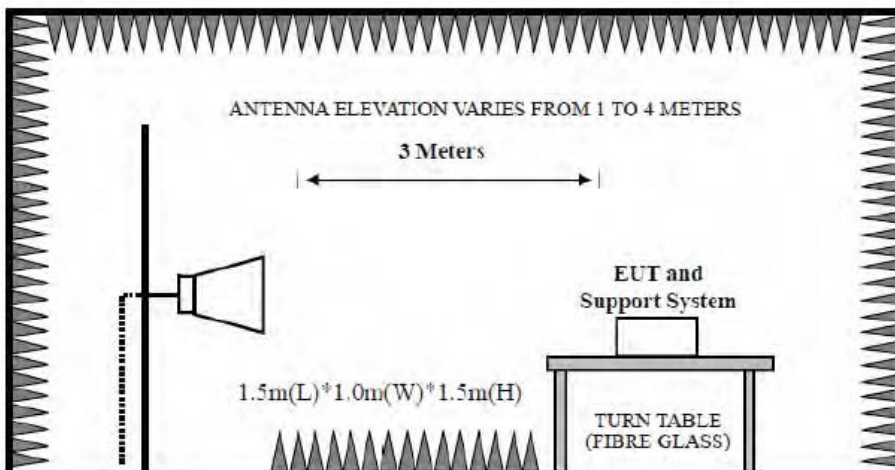 ANTENNA ELEVATION VARIES FROM 1 TO 4 METERS
3 Meters
EUT and
Support System
1.5m(L)*1.0m(W)*1.5m(H)
TURN TABLE
(FIBRE GLASS)